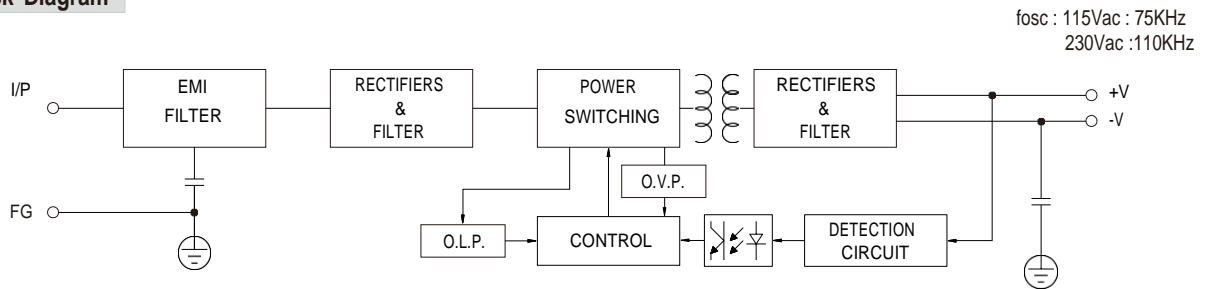 Diagram
fosc : 115Vac : 75KHz
230Vac :110KHz
I/P
EMI
FILTER
RECTIFIERS
&
FILTER
POWER
SWITCHING
RECTIFIERS
&
FILTER
+V
-V
O.V.P.
FG
O.L.P.
CONTROL
DETECTION
CIRCUIT